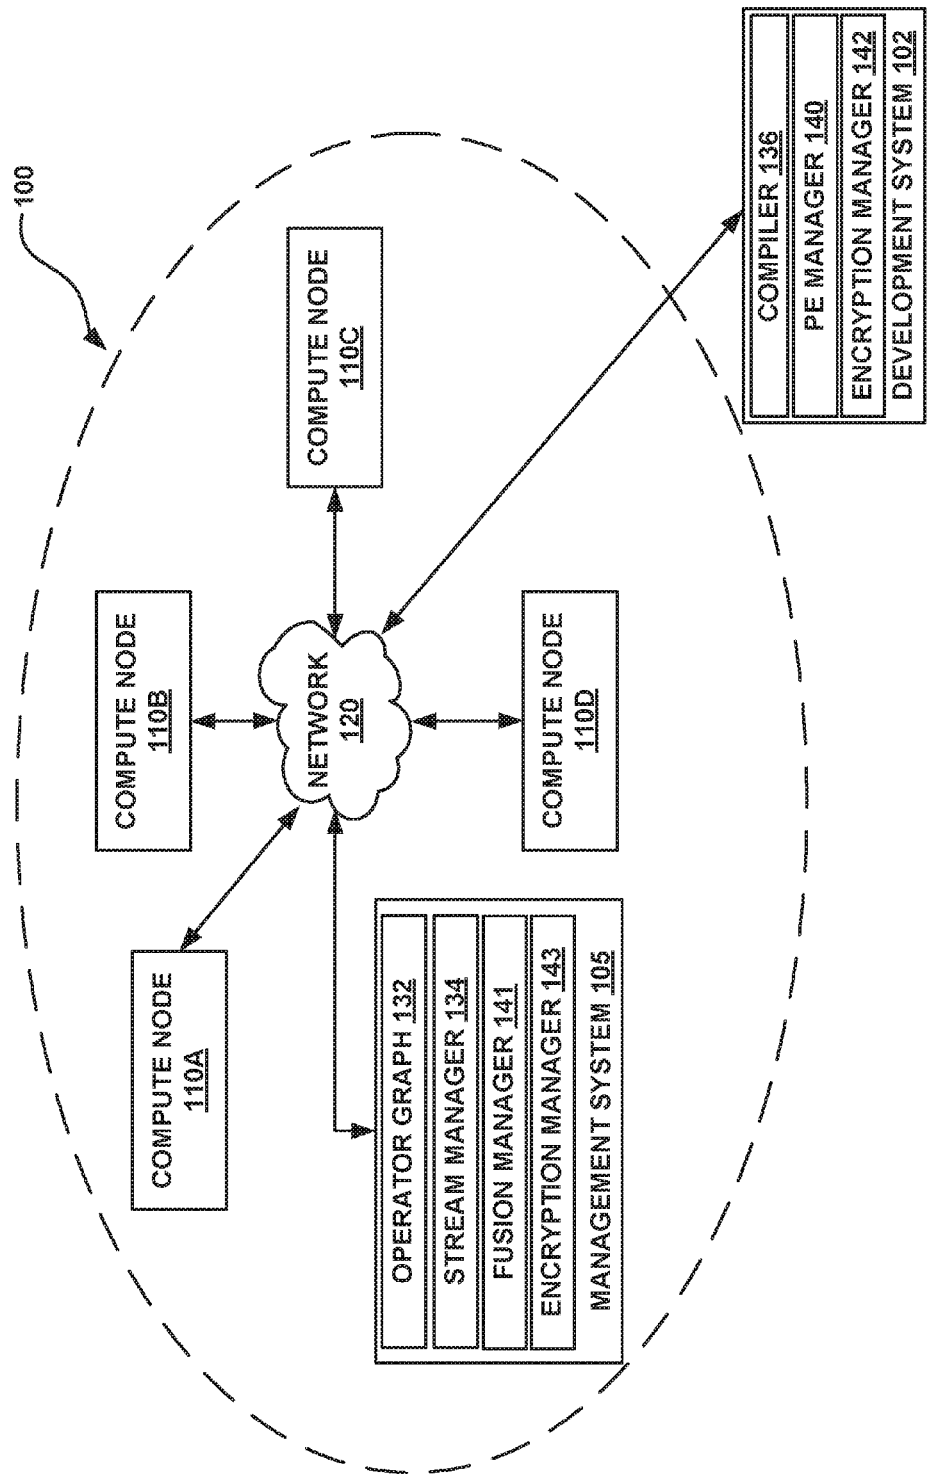 100
COMPUTE NODE
110A
COMPUTE NODE
110B
COMPUTE NODE
110C
NETWORK
120
COMPUTE NODE
110D
OPERATOR GRAPH 132
STREAM MANAGER 134
FUSION MANAGER 141
ENCRYPTION MANAGER 143
MANAGEMENT SYSTEM 105
COMPILER 136
PE MANAGER 140
ENCRYPTION MANAGER 142
DEVELOPMENT SYSTEM 102